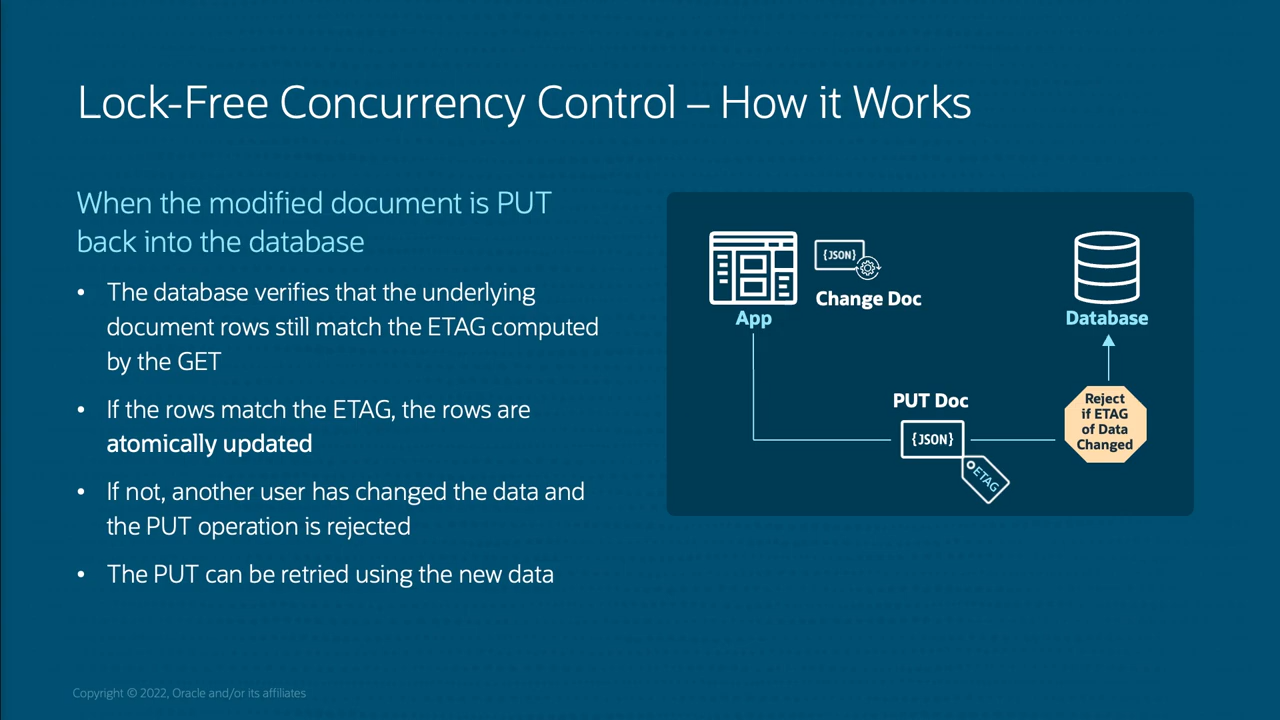 Lock-Free Concurrency Control – How it Works
When the modified document is PUT
back into the database
• The database verifies that the underlying
document rows still match the ETAG computed
by the GET
• If the rows match the ETAG, the rows are
atomically updated
• If not, another user has changed the data and
the PUT operation is rejected
• The PUT can be retried using the new data
{JSON}
Change Doc
App
Database
PUT Doc
{JSON}
ETAG
Reject
if ETAG
of Data
Changed
Copyright © 2022, Oracle and/or its affiliates